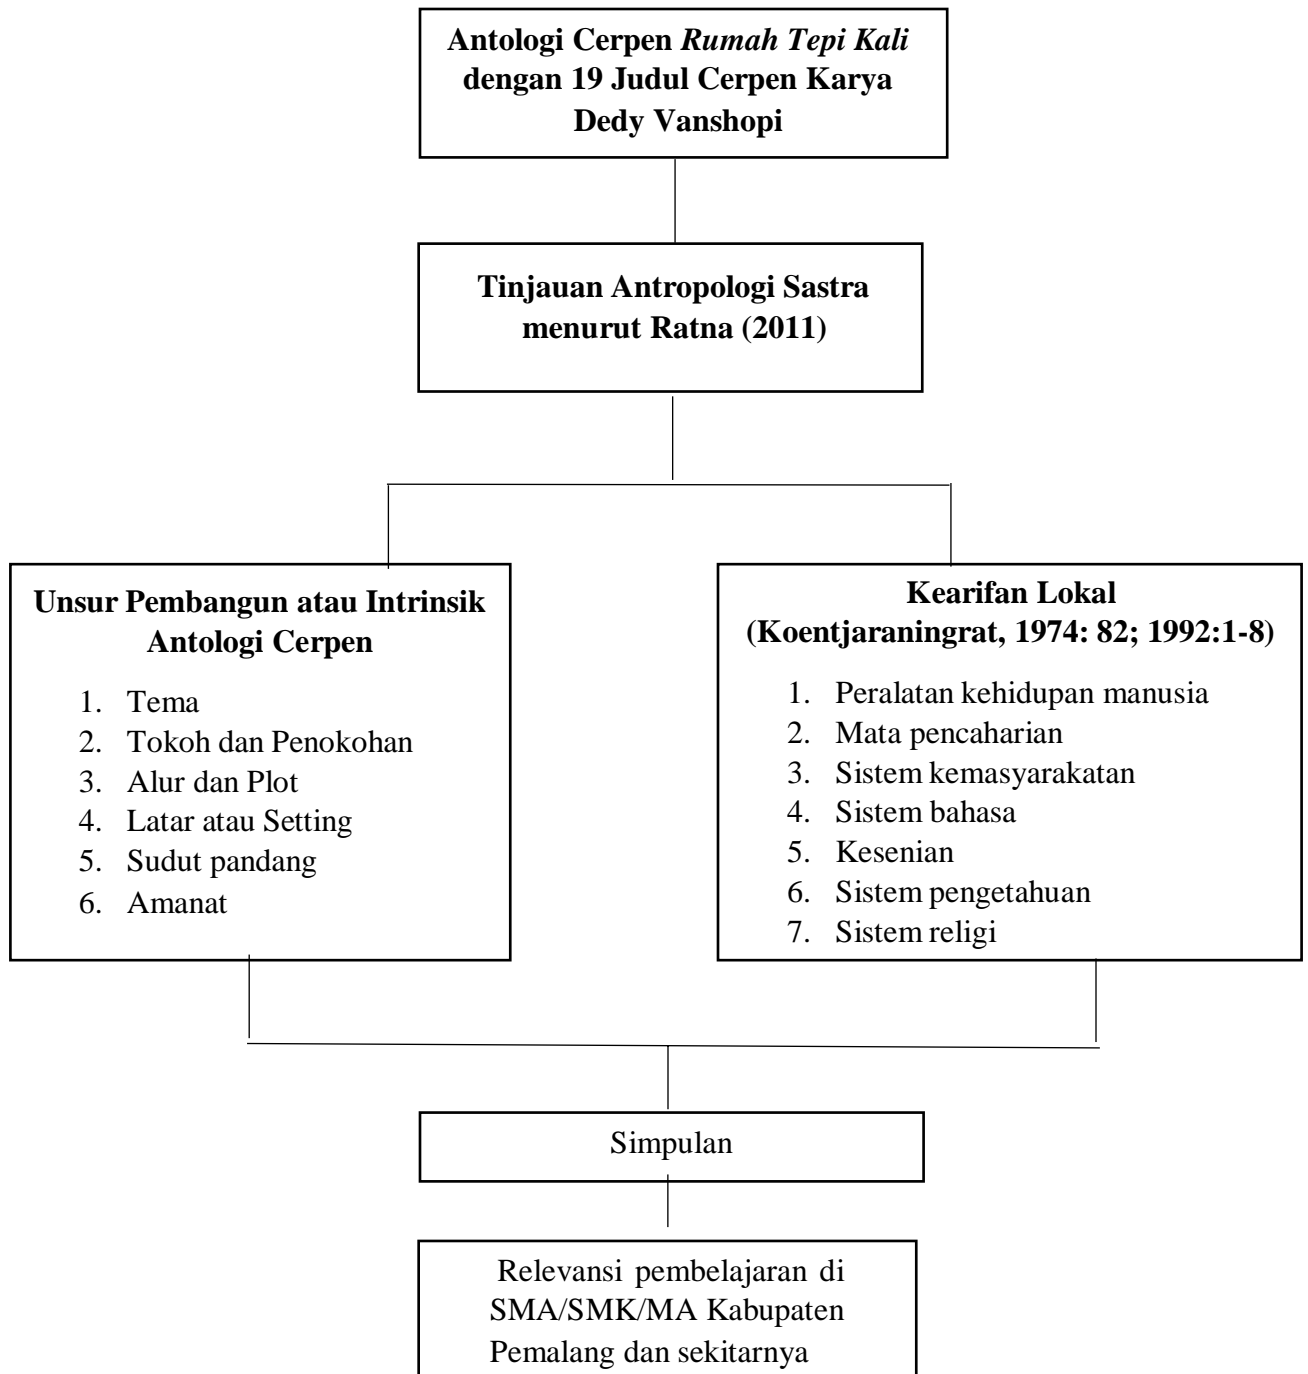 Antologi Cerpen Rumah Tepi Kali
dengan 19 Judul Cerpen Karya
Dedy Vanshopi
Tinjauan Antropologi Sastra
menurut Ratna (2011)
Unsur Pembangun atau Intrinsik
Antologi Cerpen
1. Tema
2. Tokoh dan Penokohan
3. Alur dan Plot
4. Latar atau Setting
5. Sudut pandang
6. Amanat
Kearifan Lokal
(Koentjaraningrat, 1974: 82; 1992:1-8)
1. Peralatan kehidupan manusia
2. Mata pencaharian
3. Sistem kemasyarakatan
4. Sistem bahasa
5. Kesenian
6. Sistem pengetahuan
7. Sistem religi
Simpulan
Relevansi pembelajaran di
SMA/SMK/MA Kabupaten
Pemalang dan sekitarnya